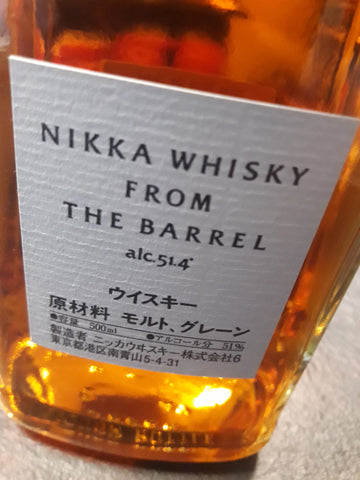 NIKKA WHISKY
FROM
THE BARREL
alc.51.4°
ウイスキー
原材料 モルト、グレーン
●容量 500ml ●アルコール分 51%
製造者 ニッカウヰスキー株式会社6
東京都港区南青山5-4-31